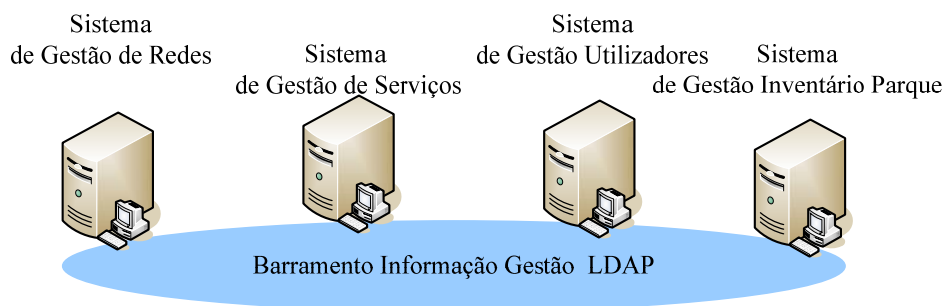 Sistema
de Gestão de Redes
Sistema
de Gestão de Serviços
Sistema
de Gestão Utilizadores
Sistema
de Gestão Inventário Parque
Barramento Informação Gestão LDAP